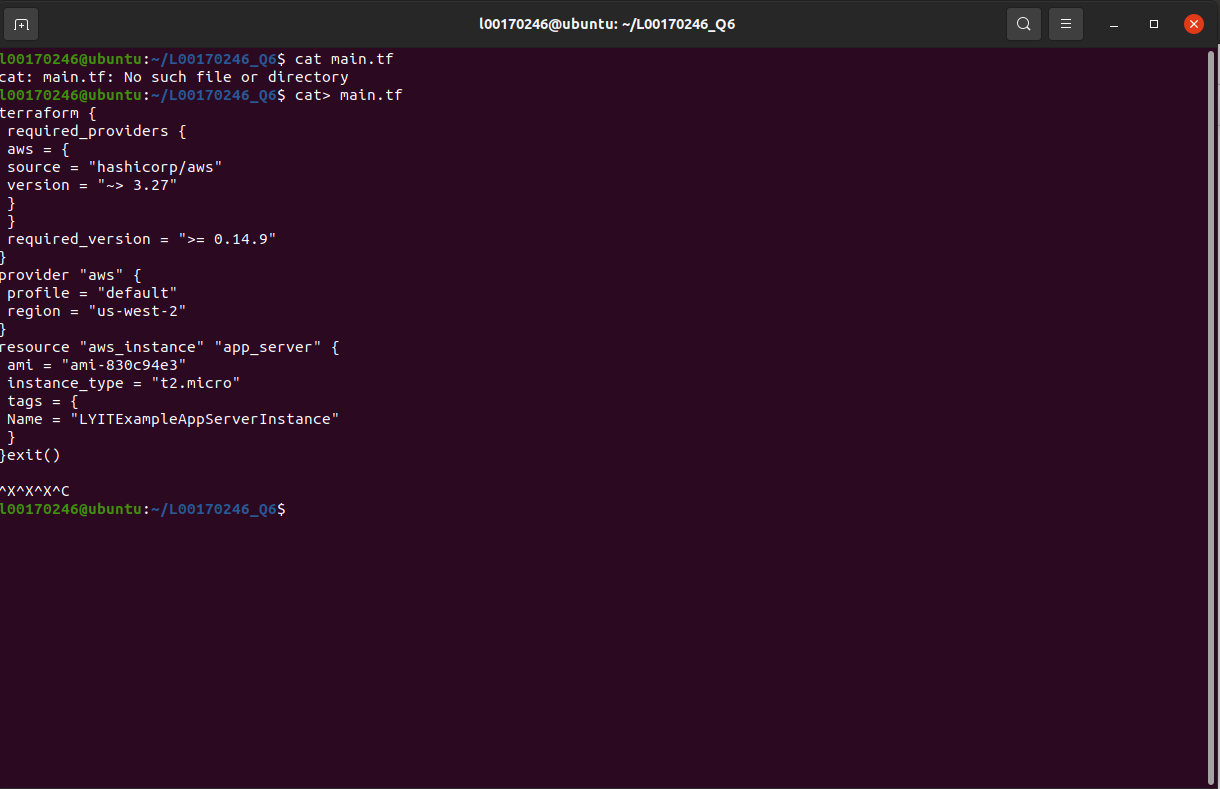 l00170246@ubuntu: ~/L00170246_Q6
l00170246@ubuntu:~/L00170246_Q6$ cat main.tf
cat: main.tf: No such file or directory
l00170246@ubuntu:~/L00170246_Q6$ cat> main.tf
terraform {
 required_providers {
 aws = {
 source = "hashicorp/aws"
 version = "~> 3.27"
 }
 }
 required_version = ">= 0.14.9"
}
provider "aws" {
 profile = "default"
 region = "us-west-2"
}
resource "aws_instance" "app_server" {
 ami = "ami-830c94e3"
 instance_type = "t2.micro"
 tags = {
 Name = "LYITExampleAppServerInstance"
 }
}exit()
^X^X^X^C
l00170246@ubuntu:~/L00170246_Q6$